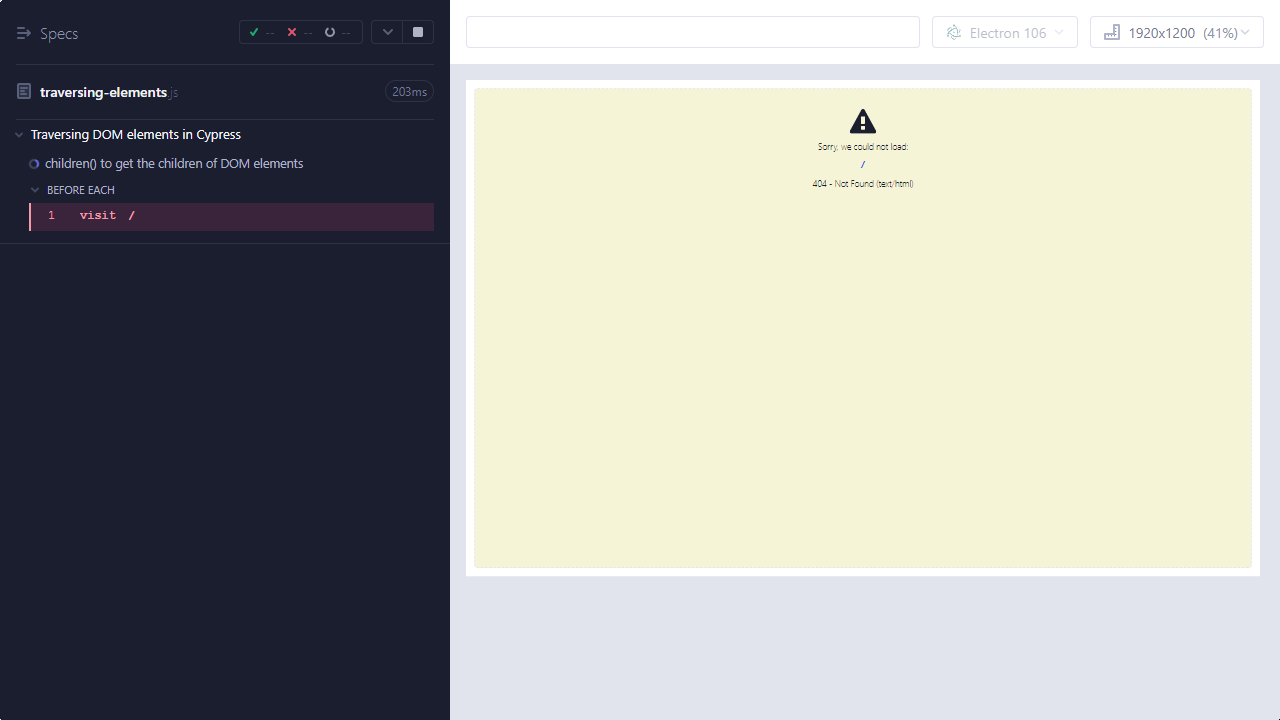 Specs
-- -- --
Electron 106
1920x1200 (41%)
traversing-elements.js
203ms
Traversing DOM elements in Cypress
children() to get the children of DOM elements
BEFORE EACH
1 visit /
Sorry, we could not load:
/
404 - Not Found (text/html)